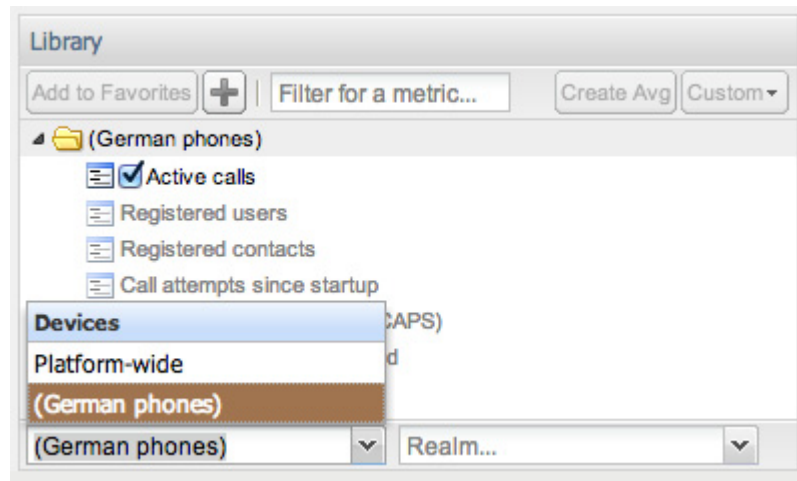 Library
Add to Favorites Filter for a metric... Create Avg Custom
(German phones)
Active calls
Registered users
Registered contacts
Call attempts since startup
Devices
CAPS)
Platform-wide
d
(German phones)
(German phones) Realm...